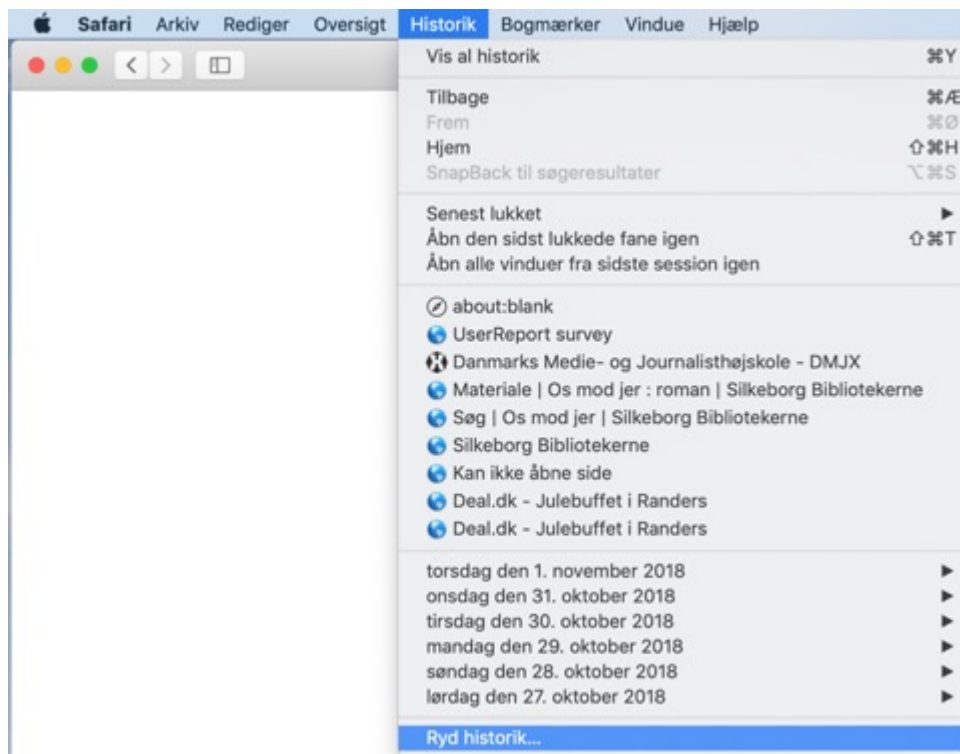 Safari Arkiv Rediger Oversigt Historik Bogmærker Vindue Hjælp
Vis al historik ⌘Y
Tilbage ⌘Æ
Frem ⌘Ø
Hjem ⇧⌘H
SnapBack til søgeresultater ⌥⌘S
Senest lukket ▶
Åbn den sidst lukkede fane igen ⇧⌘T
Åbn alle vinduer fra sidste session igen
about:blank
UserReport survey
Danmarks Medie- og Journalisthøjskole - DMJX
Materiale | Os mod jer : roman | Silkeborg Bibliotekerne
Søg | Os mod jer | Silkeborg Bibliotekerne
Silkeborg Bibliotekerne
Kan ikke åbne side
Deal.dk - Julebuffet i Randers
Deal.dk - Julebuffet i Randers
torsdag den 1. november 2018 ▶
onsdag den 31. oktober 2018 ▶
tirsdag den 30. oktober 2018 ▶
mandag den 29. oktober 2018 ▶
søndag den 28. oktober 2018 ▶
lørdag den 27. oktober 2018 ▶
Ryd historik...